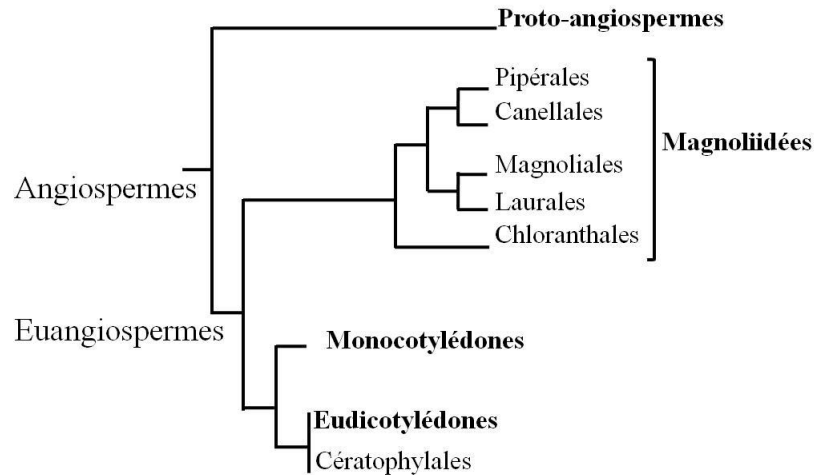 Proto-angiospermes
Pipérales
Canellales
Magnoliidées
Magnoliales
Angiospermes
Laurales
Chloranthales
Euangiospermes
Monocotylédones
Eudicotylédones
Cératophylales